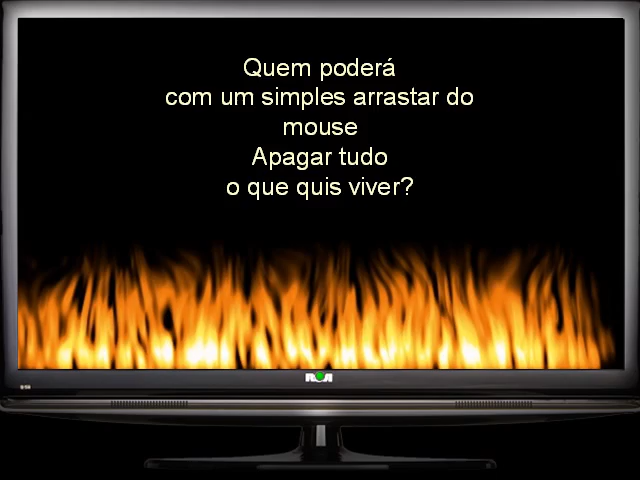 Quem poderá
com um simples arrastar do
mouse
Apagar tudo
o que quis viver?